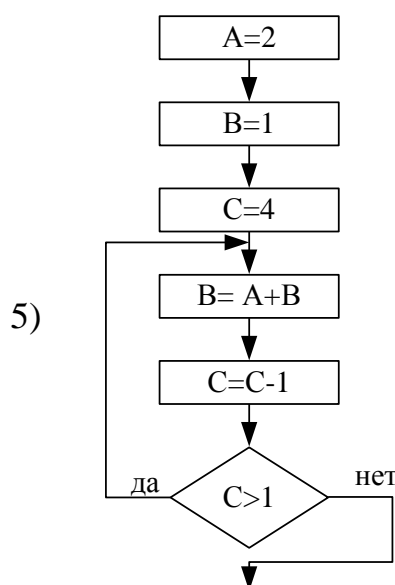 A=2
B=1
C=4
5)
B= A+B
C=C-1
да
нет
C>1